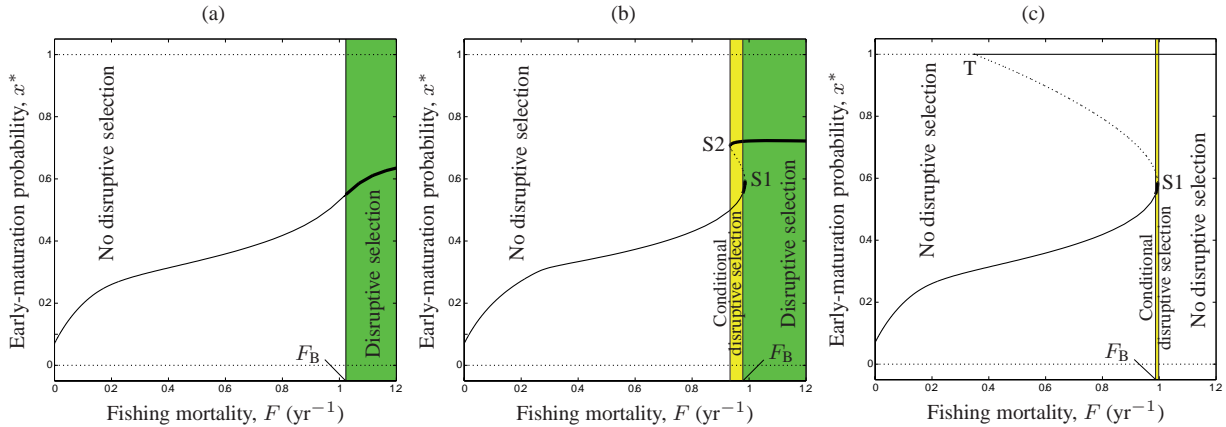 (a)
Early-maturation probability, x*
1
0.8
0.6
0.4
0.2
0
No disruptive selection
Disruptive selection
F_B
0
0.2
0.4
0.6
0.8
1
1.2
Fishing mortality, F (yr⁻¹)
(b)
Early-maturation probability, x*
1
0.8
0.6
0.4
0.2
0
No disruptive selection
S2
S1
Conditional
disruptive selection
Disruptive selection
F_B
0
0.2
0.4
0.6
0.8
1
1.2
Fishing mortality, F (yr⁻¹)
(c)
Early-maturation probability, x*
1
0.8
0.6
0.4
0.2
0
No disruptive selection
T
S1
Conditional
disruptive selection
No disruptive selection
F_B
0
0.2
0.4
0.6
0.8
1
1.2
Fishing mortality, F (yr⁻¹)